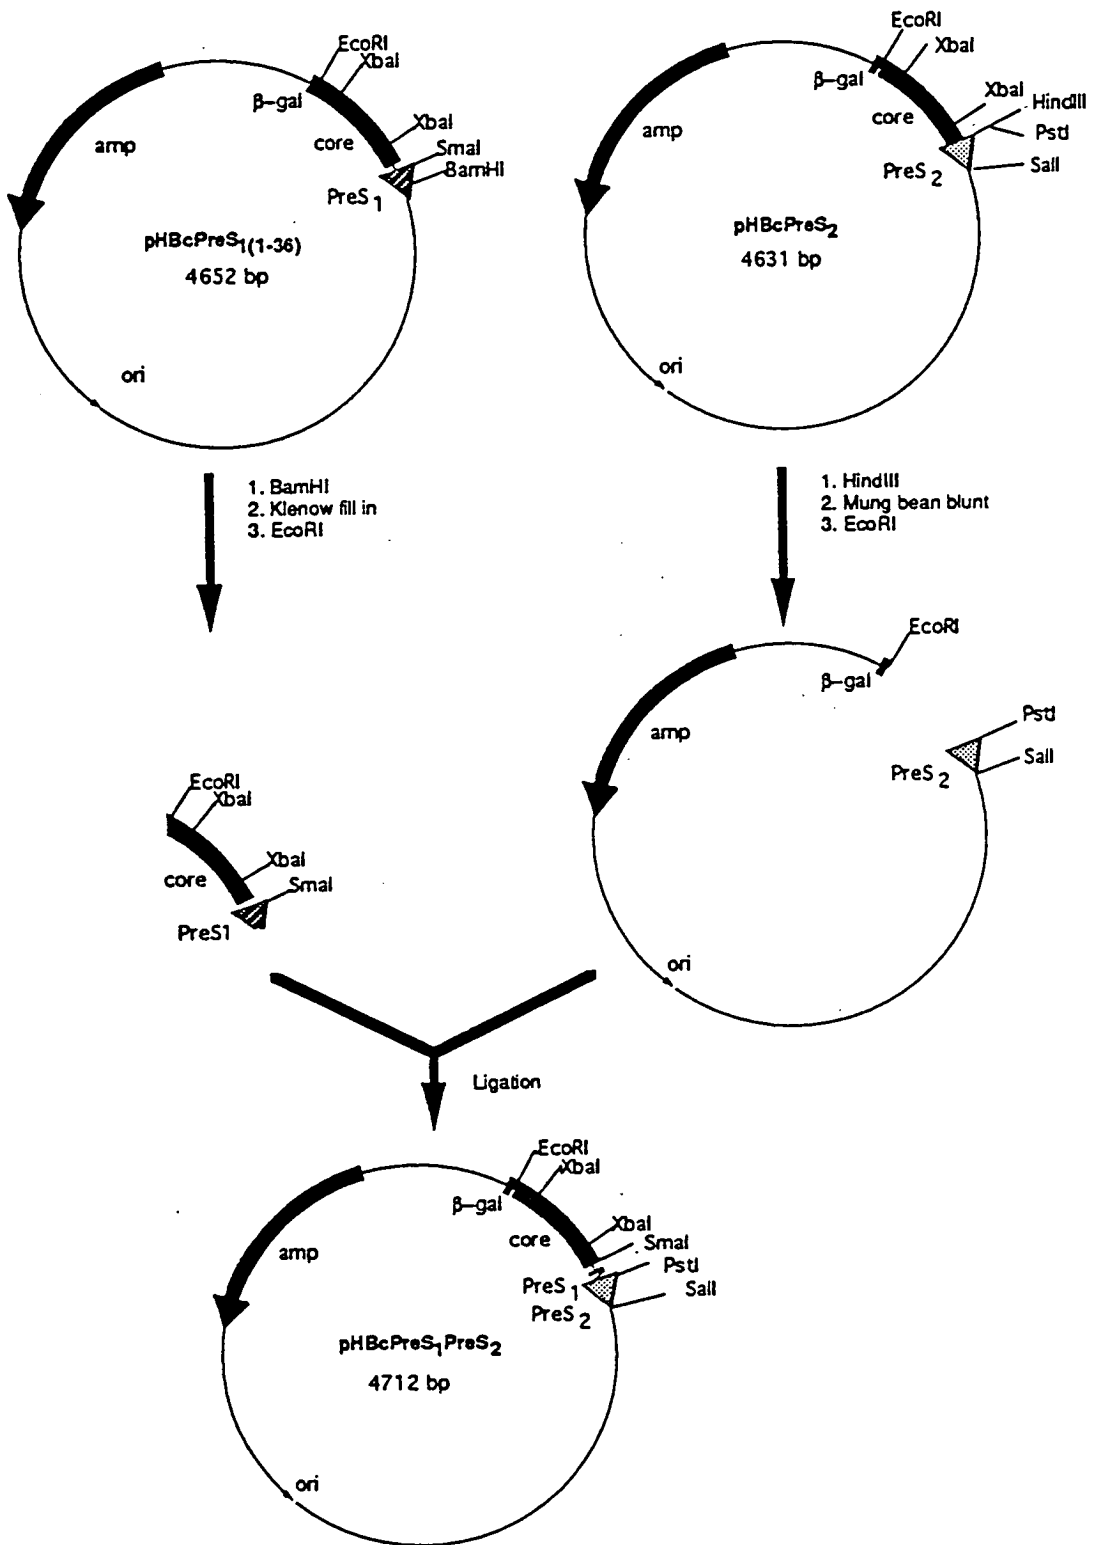 EcoRI
XbaI
β-gal
XbaI
core
SmaI
BamHI
PreS1
amp
pHBcPreS1(1-36)
4652 bp
ori
EcoRI
XbaI
β-gal
XbaI
HindIII
core
PstI
PreS2
SalI
amp
pHBcPreS2
4631 bp
ori
1. BamHI
2. Klenow fill in
3. EcoRI
1. HindIII
2. Mung bean blunt
3. EcoRI
EcoRI
β-gal
amp
PstI
PreS2
SalI
ori
EcoRI
XbaI
XbaI
core
SmaI
PreS1
Ligation
EcoRI
XbaI
β-gal
XbaI
core
SmaI
PstI
PreS1
SalI
PreS2
amp
pHBcPreS1PreS2
4712 bp
ori